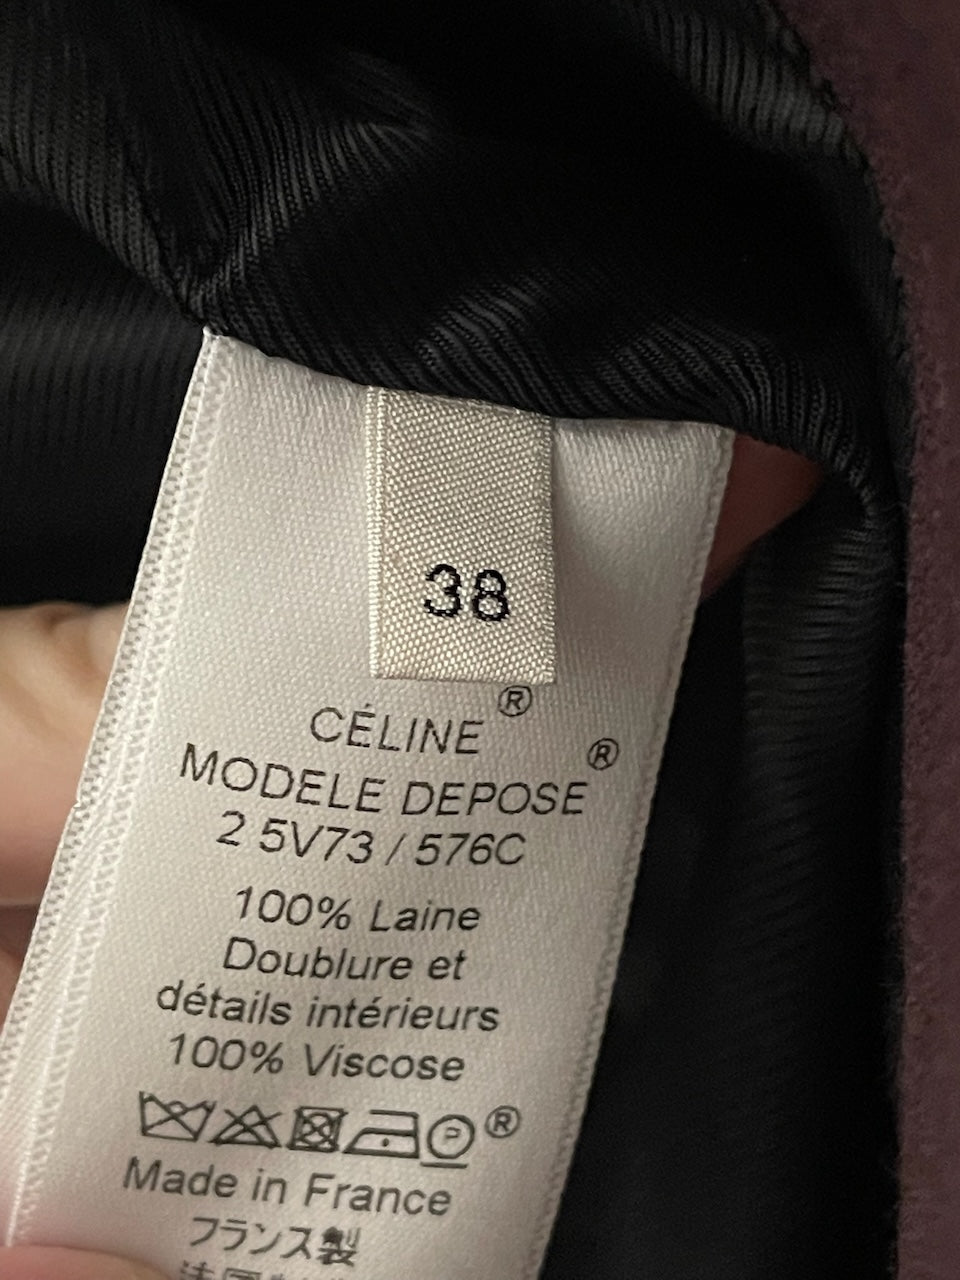 38
CÉLINE ®
MODELE DEPOSE ®
2 5V73 / 576C
100% Laine
Doublure et
détails intérieurs
100% Viscose
P ®
Made in France
フランス製